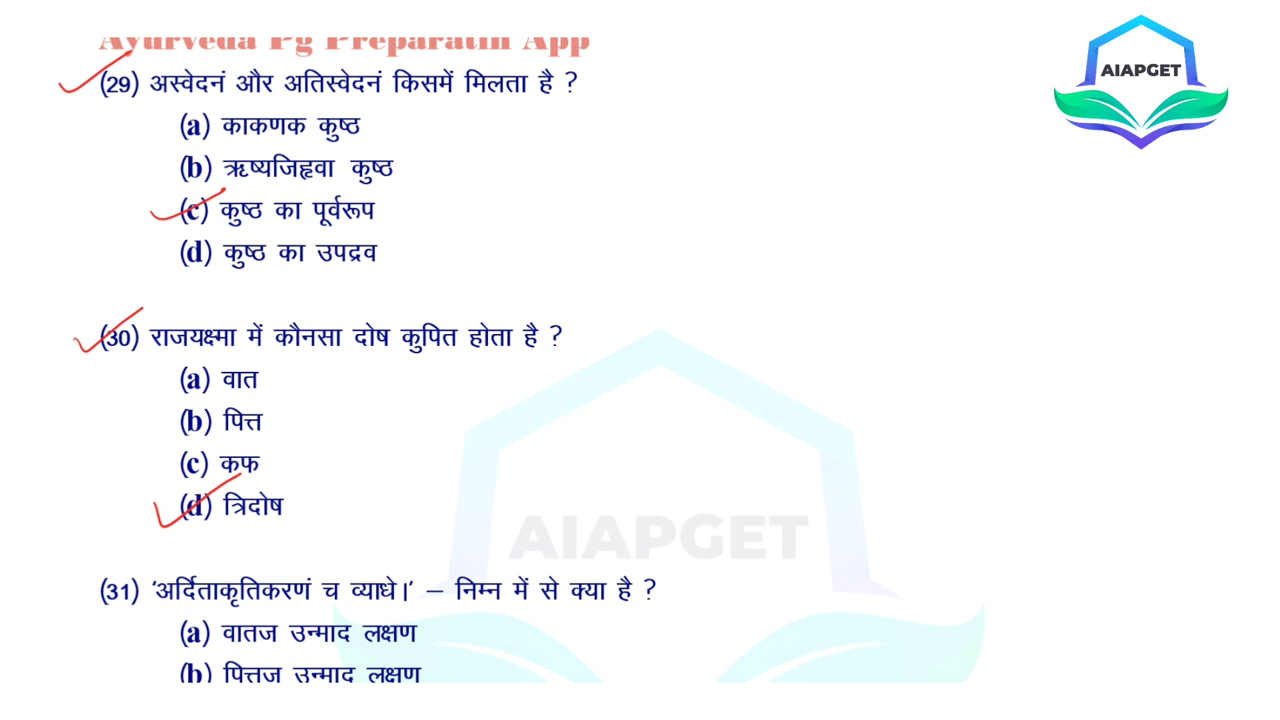 Ayurveda Pg Preparatin App
AIAPGET
(29) अस्वेदनं और अतिस्वेदनं किसमें मिलता है ?
(a) काकणक कुष्ठ
(b) ऋष्यजिह्वा कुष्ठ
(c) कुष्ठ का पूर्वरूप
(d) कुष्ठ का उपद्रव
(30) राजयक्ष्मा में कौनसा दोष कुपित होता है ?
(a) वात
(b) पित्त
(c) कफ
(d) त्रिदोष
AIAPGET
(31) ‘अर्दिताकृतिकरणं च व्याधे।’ – निम्न में से क्या है ?
(a) वातज उन्माद लक्षण
(b) पित्तज उन्माद लक्षण